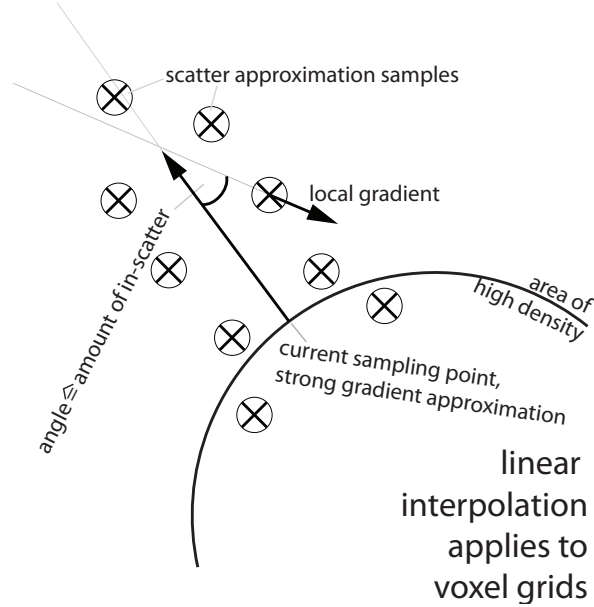 scatter approximation samples
local gradient
angle ≙ amount of in-scatter
area of
high density
current sampling point,
strong gradient approximation
linear
interpolation
applies to
voxel grids